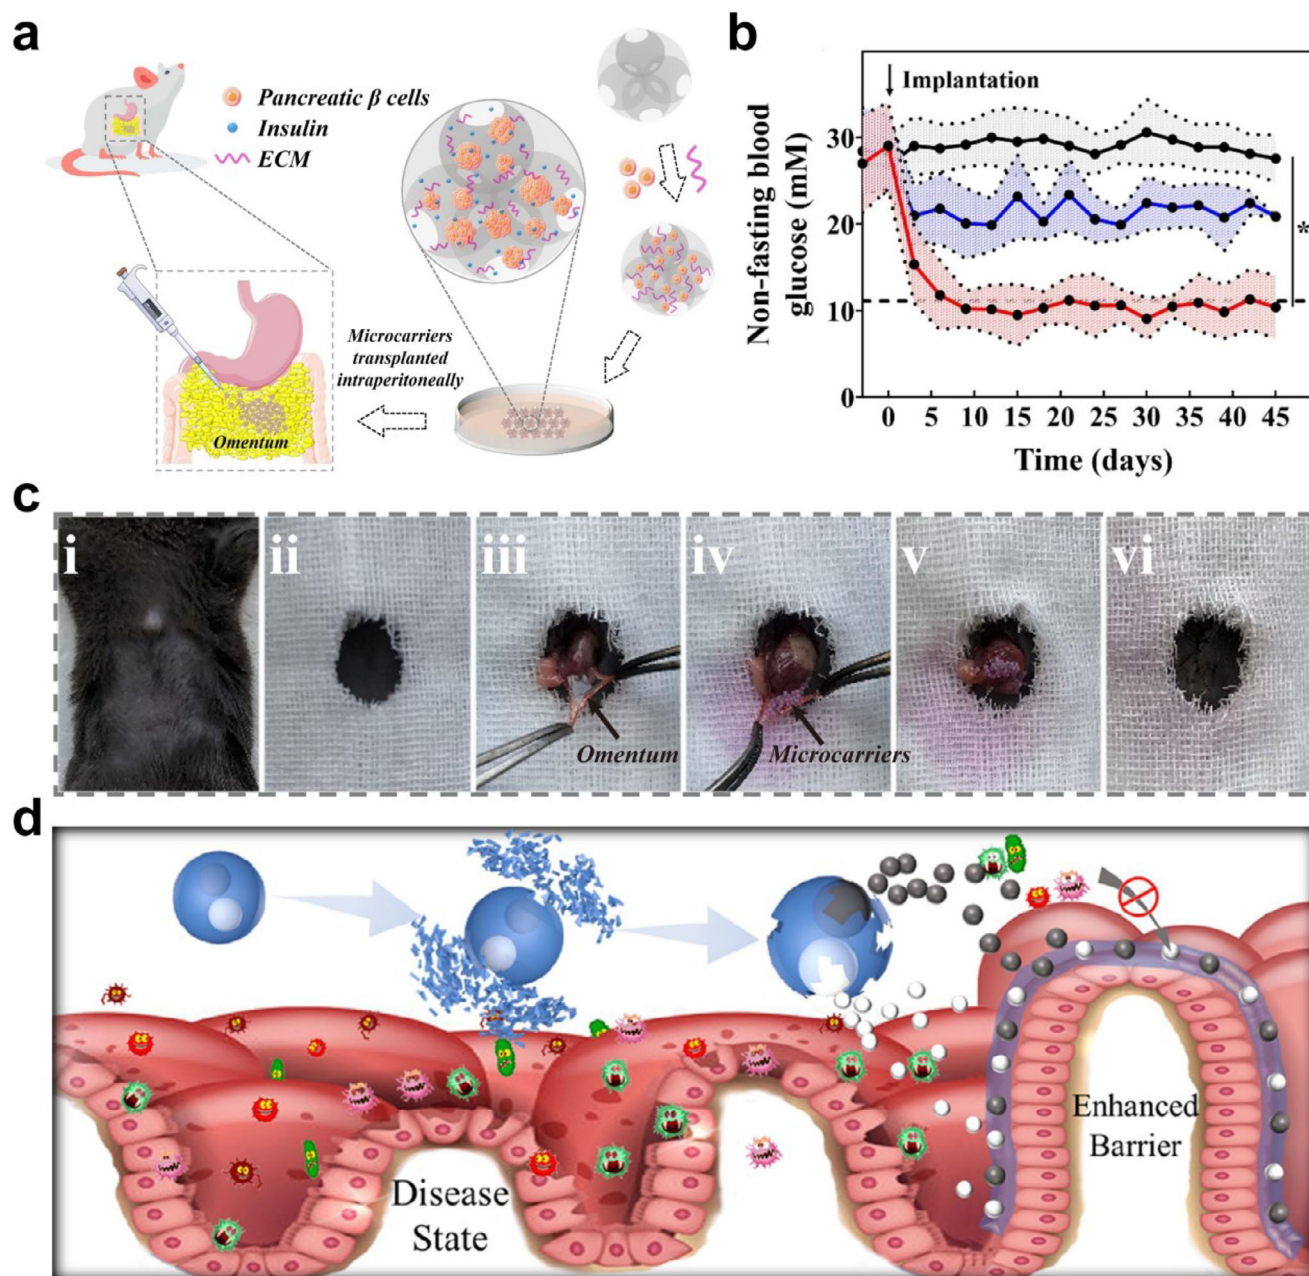 a
Pancreatic β cells
Insulin
ECM
Microcarriers
transplanted
intraperitoneally
Omentum
b
Implantation
Non-fasting blood
glucose (mM)
30
20
10
0
*
0 5 10 15 20 25 30 35 40 45
Time (days)
c
i
ii
iii
iv
v
vi
Omentum
Microcarriers
d
Disease
State
Enhanced
Barrier